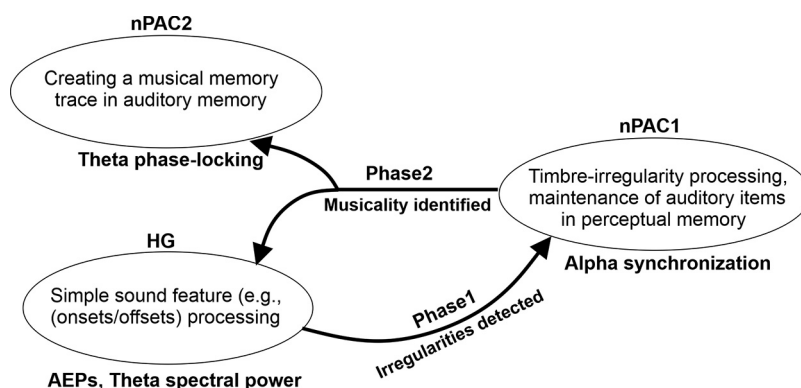 nPAC2
Creating a musical memory
trace in auditory memory
Theta phase-locking
nPAC1
Timbre-irregularity processing,
maintenance of auditory items
in perceptual memory
Alpha synchronization
Phase2
Musicality identified
HG
Simple sound feature (e.g.,
(onsets/offsets) processing
AEPs, Theta spectral power
Phase1
Irregularities detected